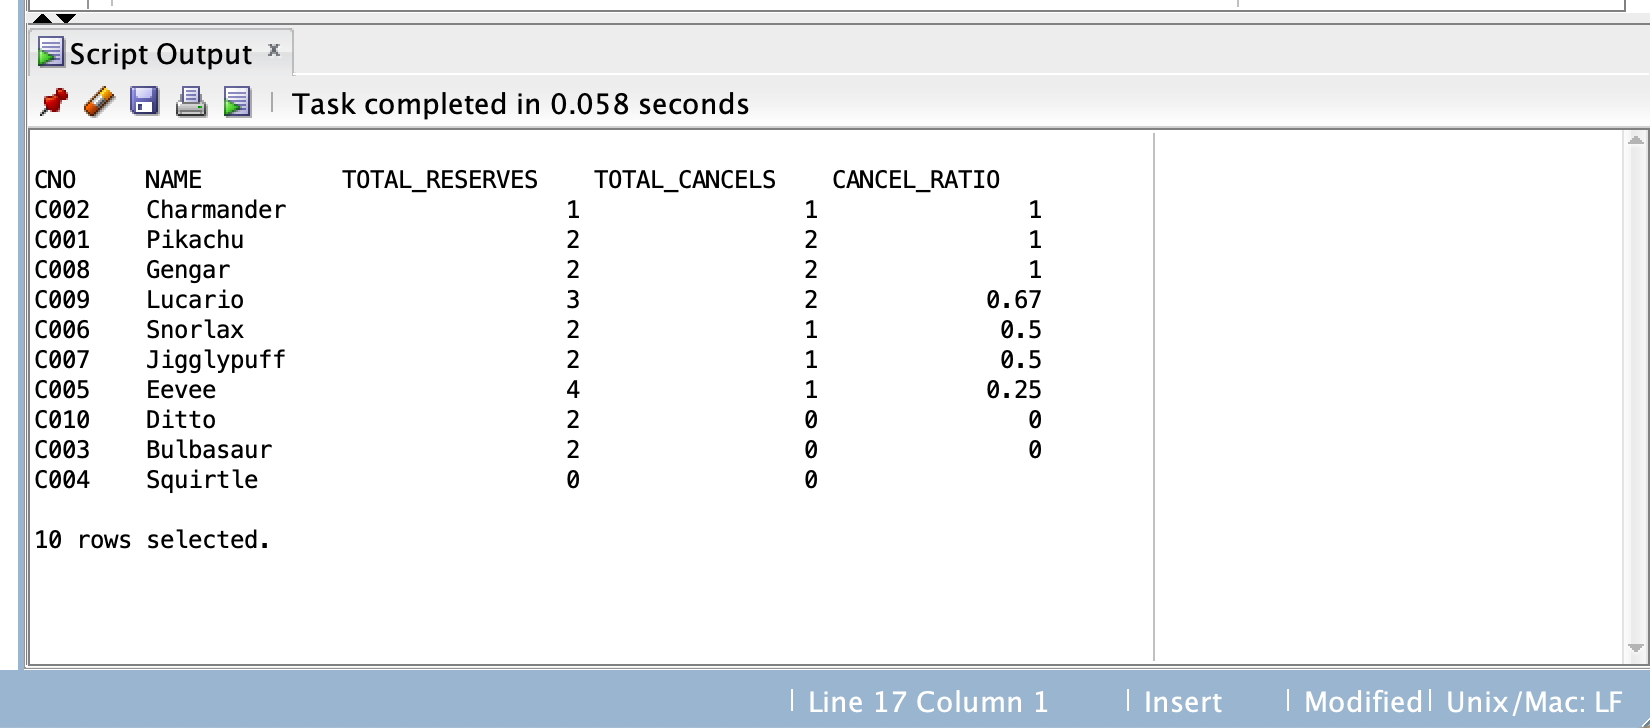 Script Output x
Task completed in 0.058 seconds
CNO NAME TOTAL_RESERVES TOTAL_CANCELS CANCEL_RATIO
C002 Charmander 1 1 1
C001 Pikachu 2 2 1
C008 Gengar 2 2 1
C009 Lucario 3 2 0.67
C006 Snorlax 2 1 0.5
C007 Jigglypuff 2 1 0.5
C005 Eevee 4 1 0.25
C010 Ditto 2 0 0
C003 Bulbasaur 2 0 0
C004 Squirtle 0 0
10 rows selected.
Line 17 Column 1 Insert Modified Unix/Mac: LF